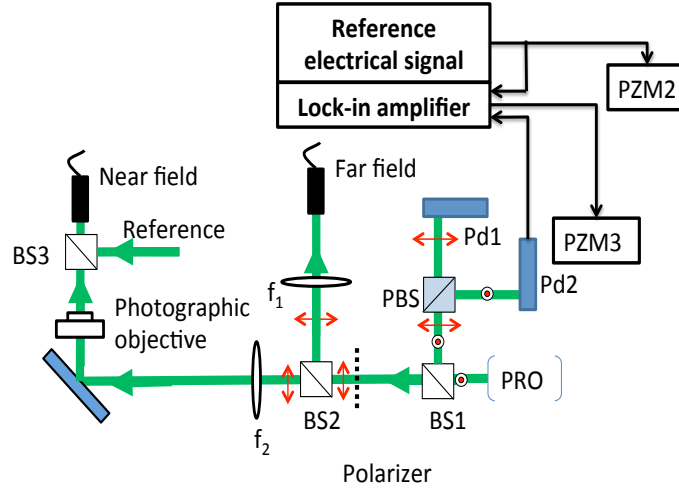 Reference
electrical signal
Lock-in amplifier
PZM2
Near field
Far field
Reference
BS3
Pd1
PZM3
Pd2
PBS
Photographic
objective
f1
f2
BS2
BS1
PRO
Polarizer